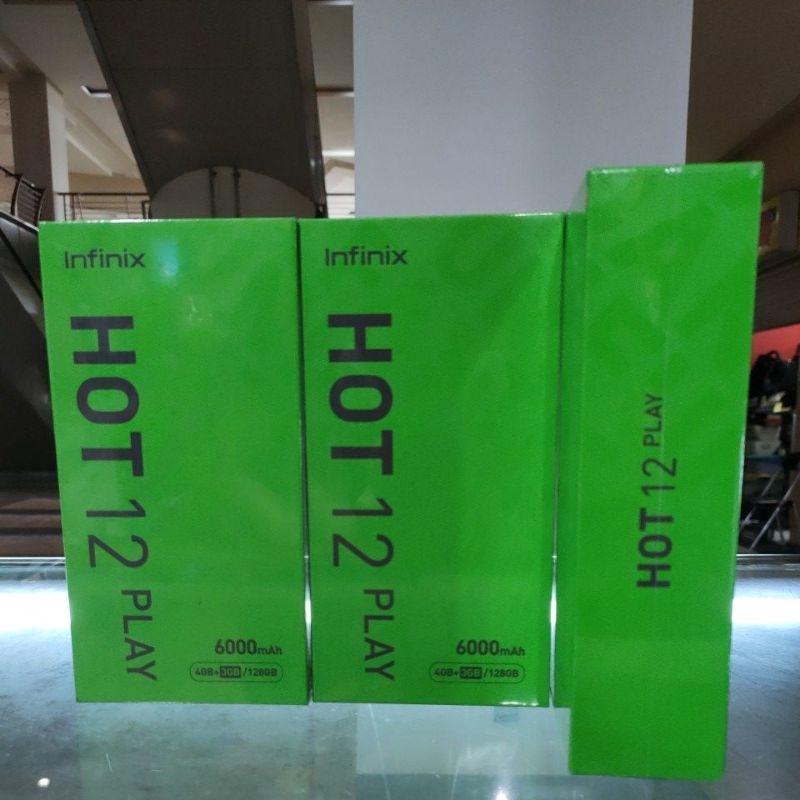 Infinix
HOT 12 PLAY
6000mAh
4GB+3GB/128GB
Infinix
HOT 12 PLAY
6000mAh
4GB+3GB/128GB
HOT 12 PLAY